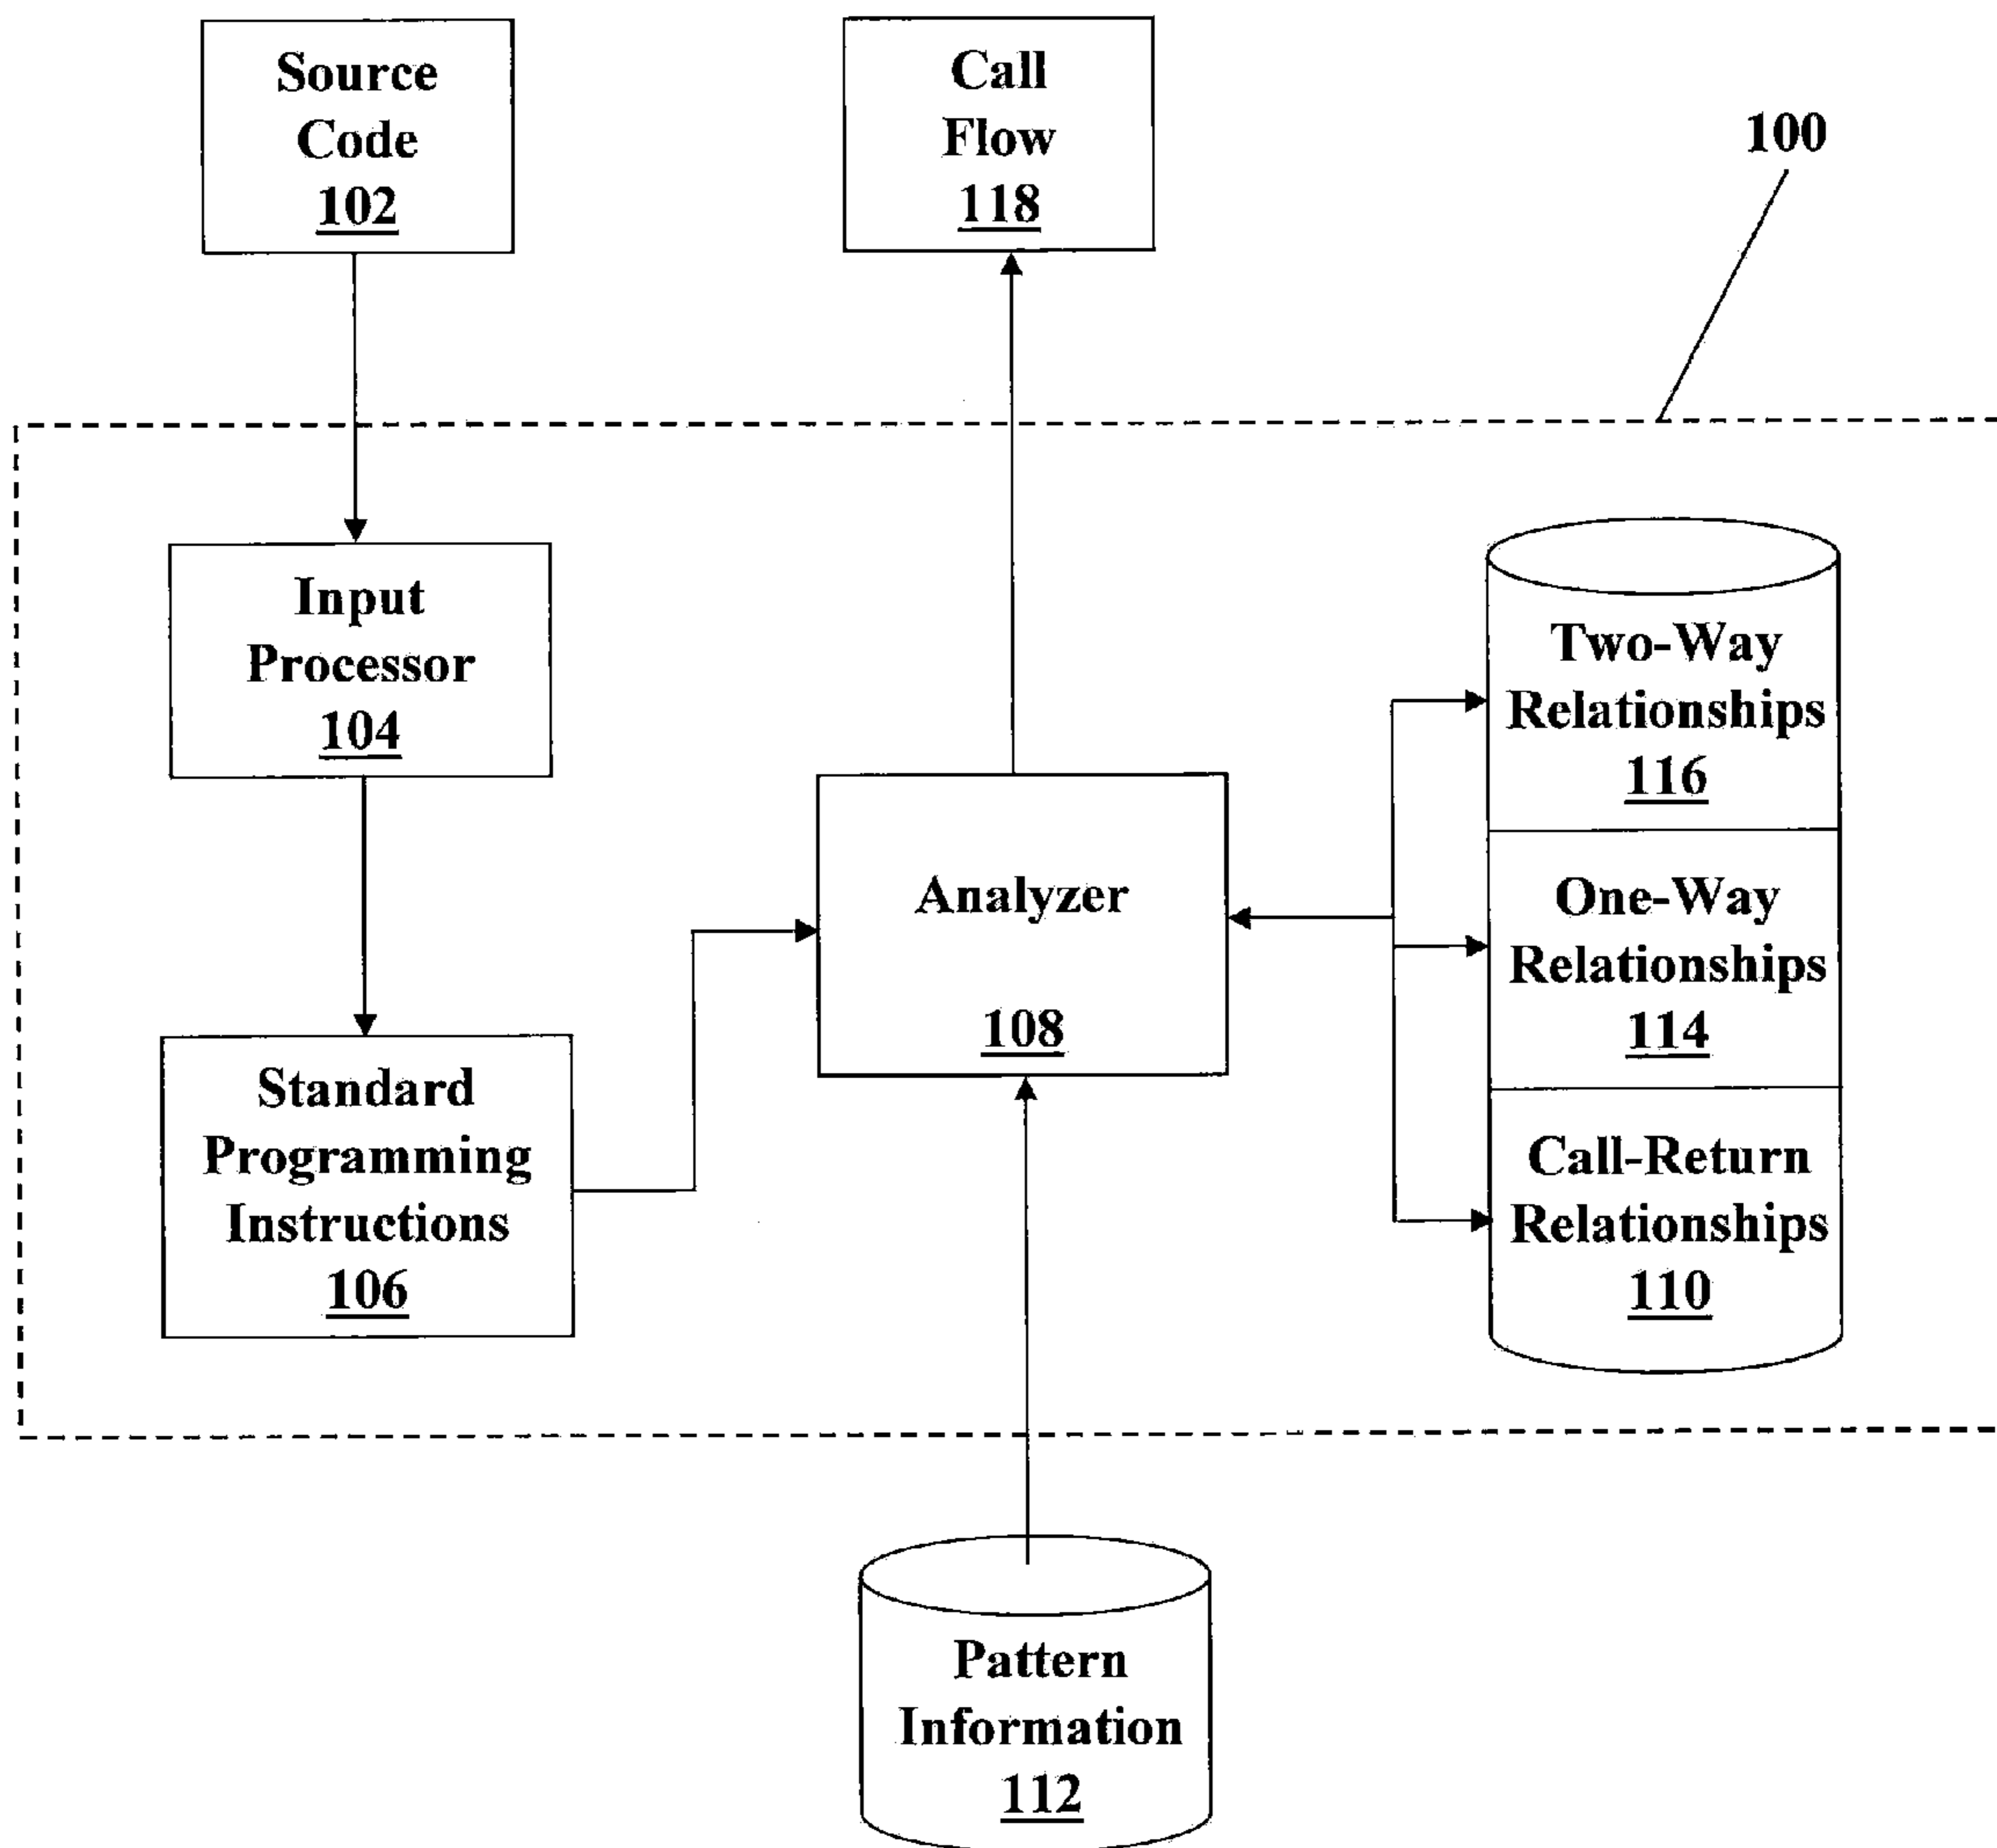 Source
Code
102
Call
Flow
118
100
Input
Processor
104
Two-Way
Relationships
116
Analyzer
108
One-Way
Relationships
114
Standard
Programming
Instructions
106
Call-Return
Relationships
110
Pattern
Information
112